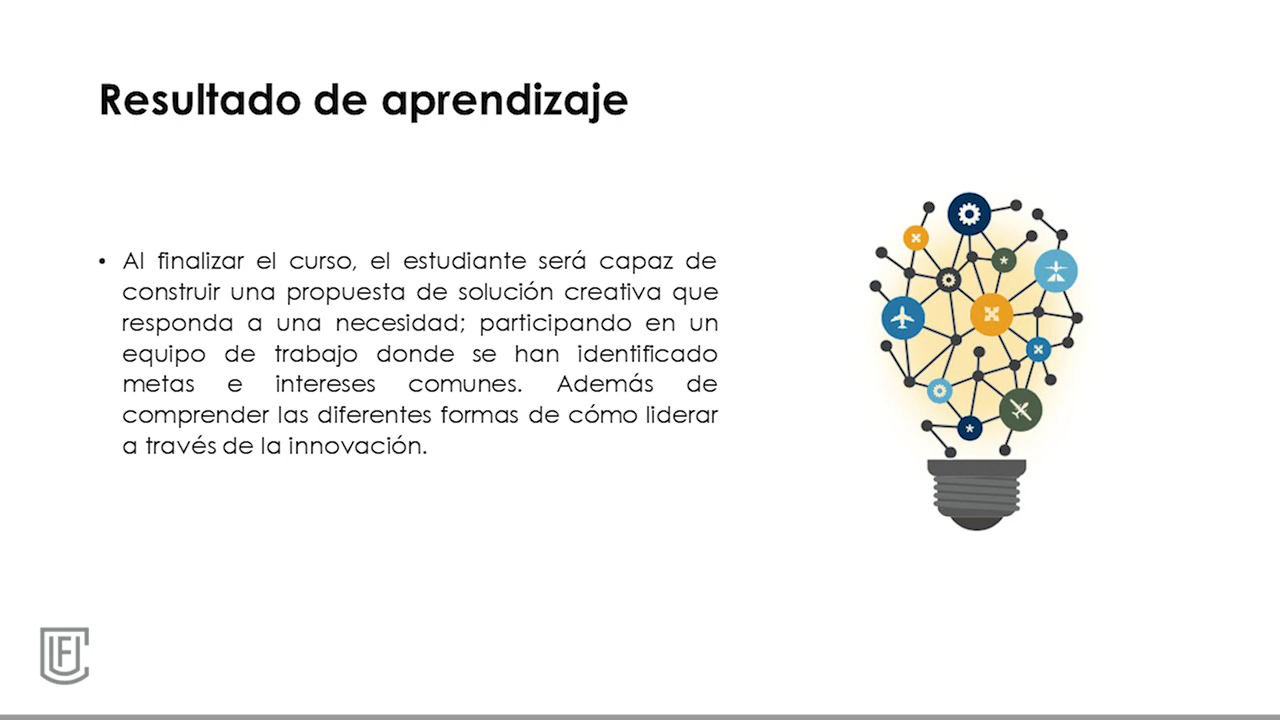 Resultado de aprendizaje
• Al finalizar el curso, el estudiante será capaz de
construir una propuesta de solución creativa que
responda a una necesidad; participando en un
equipo de trabajo donde se han identificado
metas e intereses comunes. Además de
comprender las diferentes formas de cómo liderar
a través de la innovación.